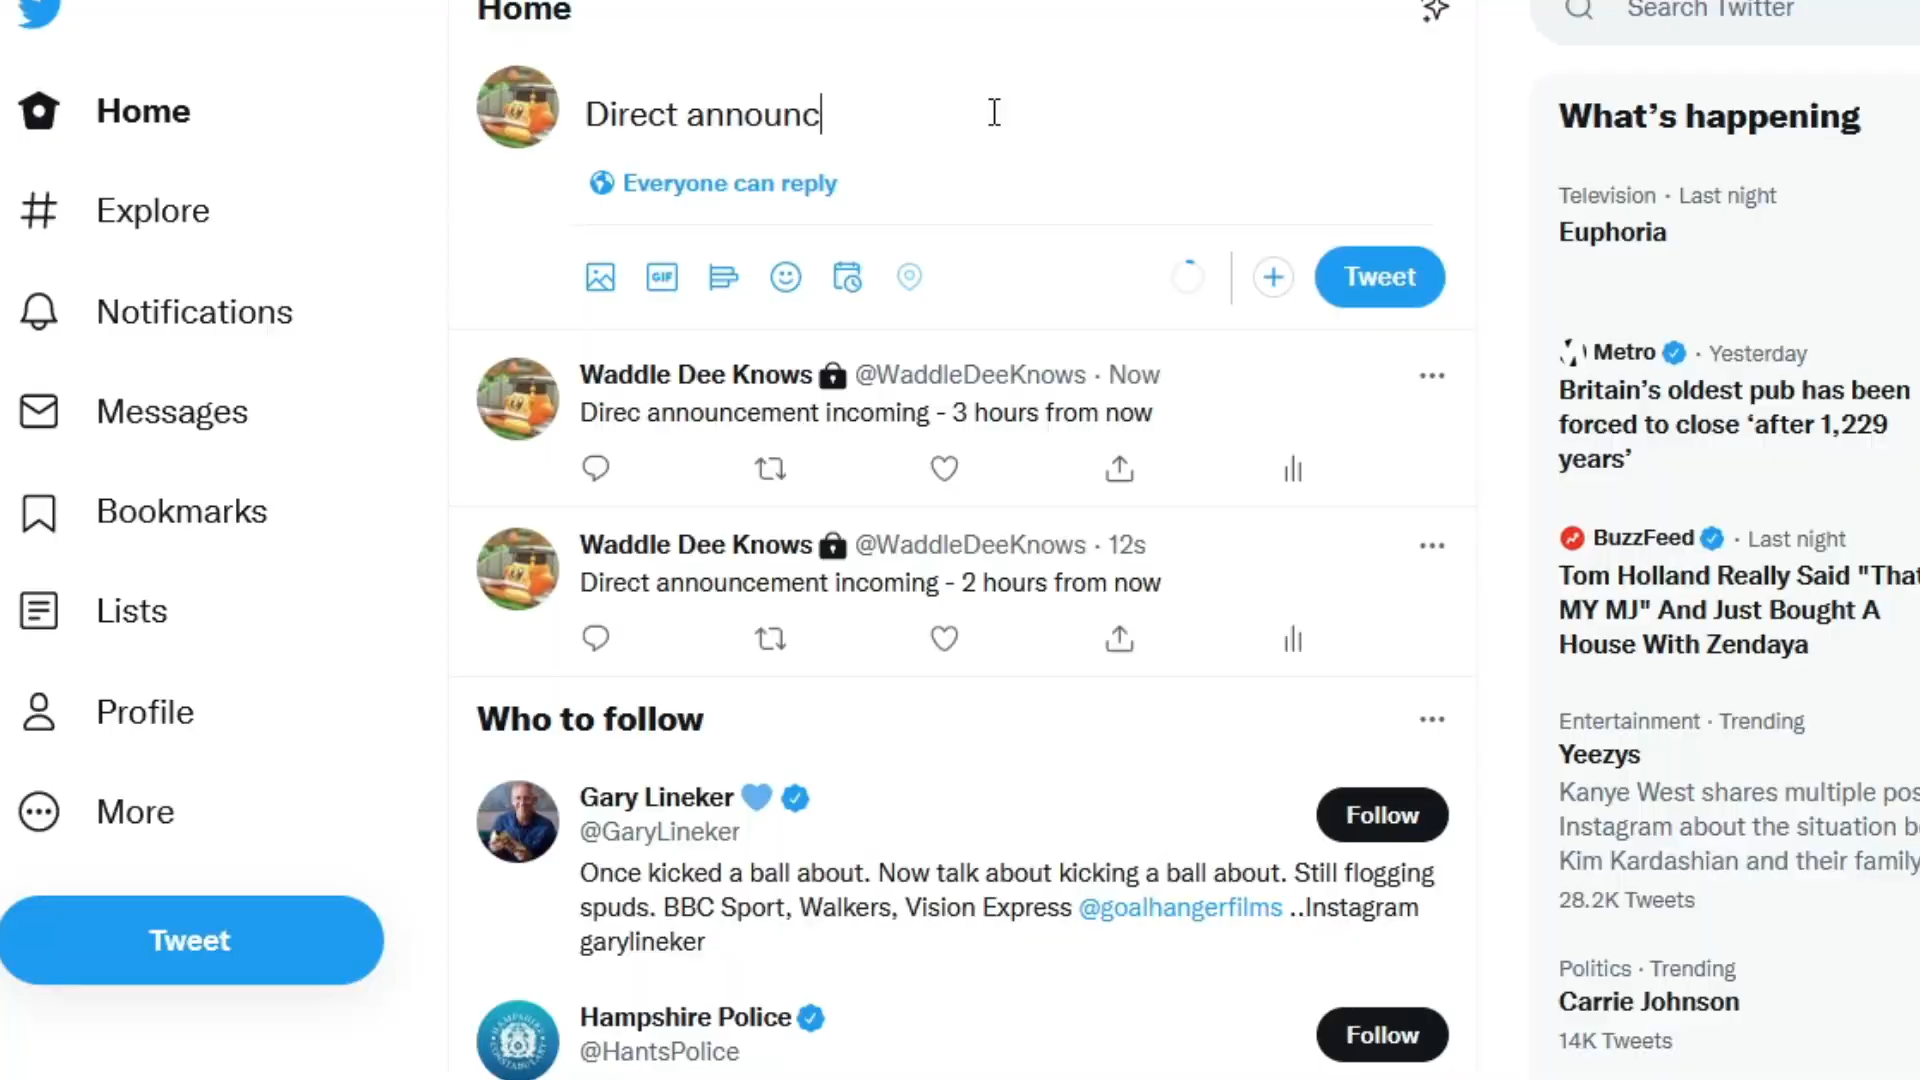 Home
Search Twitter
Home
Explore
Notifications
Messages
Bookmarks
Lists
Profile
More
Tweet
Direct announc
Everyone can reply
GIF
Tweet
Waddle Dee Knows @WaddleDeeKnows · Now
Direc announcement incoming - 3 hours from now
Waddle Dee Knows @WaddleDeeKnows · 12s
Direct announcement incoming - 2 hours from now
Who to follow
Gary Lineker
@GaryLineker
Follow
Once kicked a ball about. Now talk about kicking a ball about. Still flogging
spuds. BBC Sport, Walkers, Vision Express @goalhangerfilms ..Instagram
garylineker
Hampshire Police
@HantsPolice
Follow
What’s happening
Television · Last night
Euphoria
Metro · Yesterday
Britain’s oldest pub has been
forced to close ‘after 1,229
years’
BuzzFeed · Last night
Tom Holland Really Said "That
MY MJ" And Just Bought A
House With Zendaya
Entertainment · Trending
Yeezys
Kanye West shares multiple pos
Instagram about the situation b
Kim Kardashian and their family
28.2K Tweets
Politics · Trending
Carrie Johnson
14K Tweets